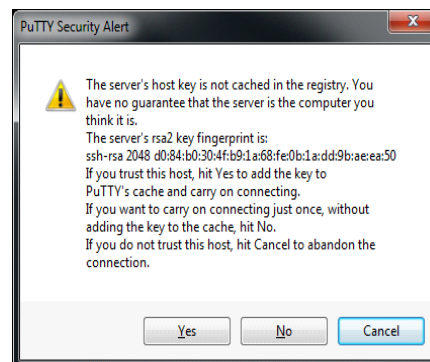 PuTTY Security Alert
The server's host key is not cached in the registry. You
have no guarantee that the server is the computer you
think it is.
The server's rsa2 key fingerprint is:
ssh-rsa 2048 d0:84:b0:30:4f:b9:1a:68:fe:0b:1a:dd:9b:ae:ea:50
If you trust this host, hit Yes to add the key to
PuTTY's cache and carry on connecting.
If you want to carry on connecting just once, without
adding the key to the cache, hit No.
If you do not trust this host, hit Cancel to abandon the
connection.
Yes No Cancel